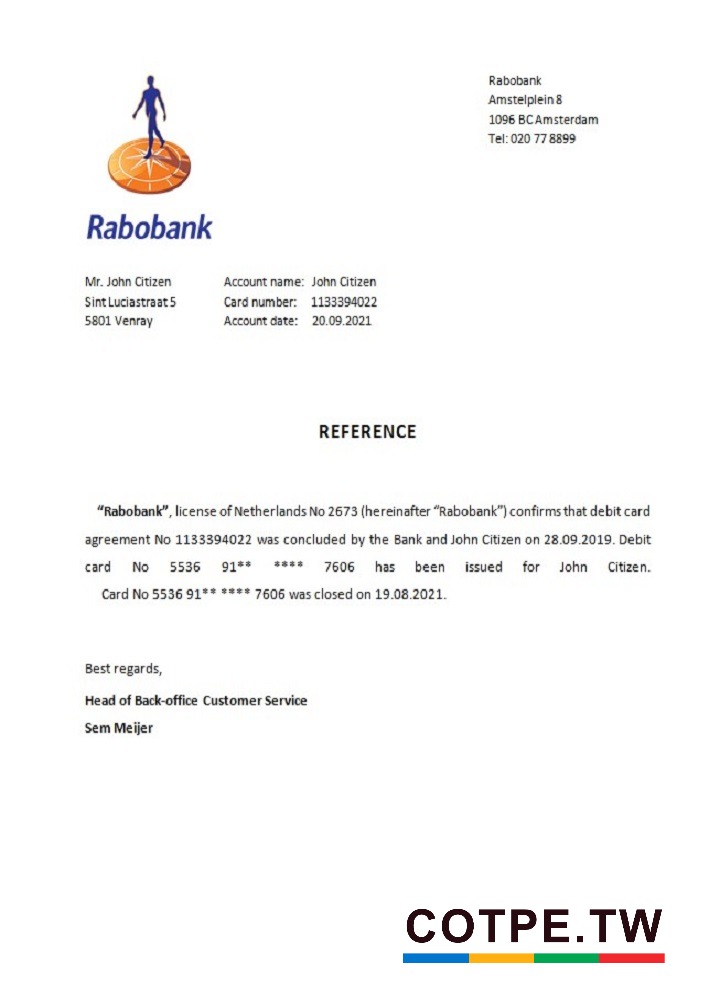 Rabobank
Amstelplein 8
1096 BC Amsterdam
Tel: 020 77 8899
Rabobank
Mr. John Citizen Account name: John Citizen
Sint Luciastraat 5 Card number: 1133394022
5801 Venray Account date: 20.09.2021
REFERENCE
“Rabobank”, license of Netherlands No 2673 (hereinafter “Rabobank”) confirms that debit card
agreement No 1133394022 was concluded by the Bank and John Citizen on 28.09.2019. Debit
card No 5536 91** **** 7606 has been issued for John Citizen.
Card No 5536 91** **** 7606 was closed on 19.08.2021.
Best regards,
Head of Back-office Customer Service
Sem Meijer
COTPE.TW